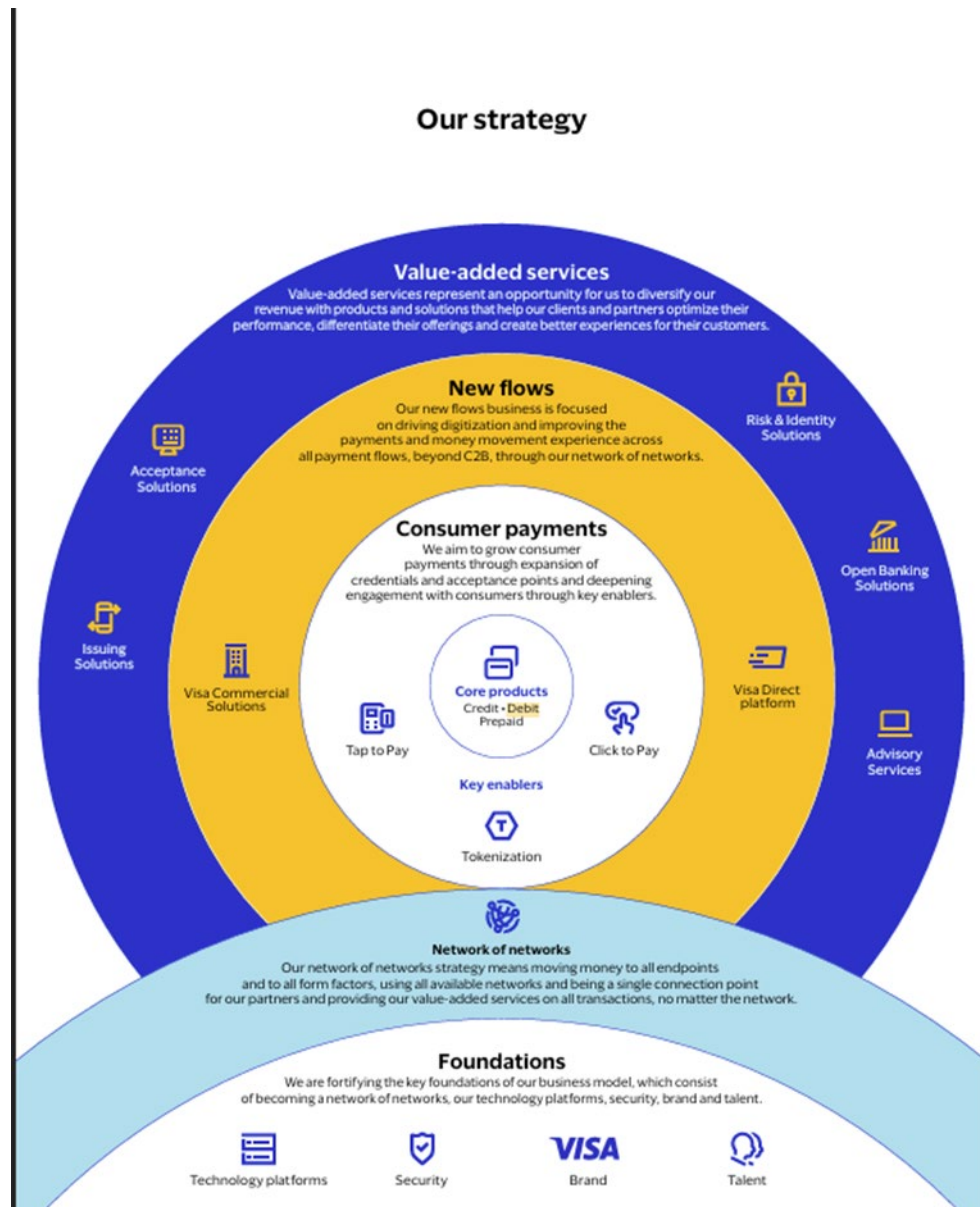 Our strategy
Value-added services
Value-added services represent an opportunity for us to diversify our
revenue with products and solutions that help our clients and partners optimize their
performance, differentiate their offerings and create better experiences for their customers.
New flows
Our new flows business is focused
on driving digitization and improving the
payments and money movement experience across
all payment flows, beyond C2B, through our network of networks.
Risk & Identity
Solutions
Acceptance
Solutions
Consumer payments
We aim to grow consumer
payments through expansion of
credentials and acceptance points and deepening
engagement with consumers through key enablers.
Open Banking
Solutions
Issuing
Solutions
Visa Commercial
Solutions
Core products
Credit • Debit
Prepaid
Visa Direct
platform
Tap to Pay
Click to Pay
Advisory
Services
Key enablers
T
Tokenization
Network of networks
Our network of networks strategy means moving money to all endpoints
and to all form factors, using all available networks and being a single connection point
for our partners and providing our value-added services on all transactions, no matter the network.
Foundations
We are fortifying the key foundations of our business model, which consist
of becoming a network of networks, our technology platforms, security, brand and talent.
VISA
Technology platforms
Security
Brand
Talent